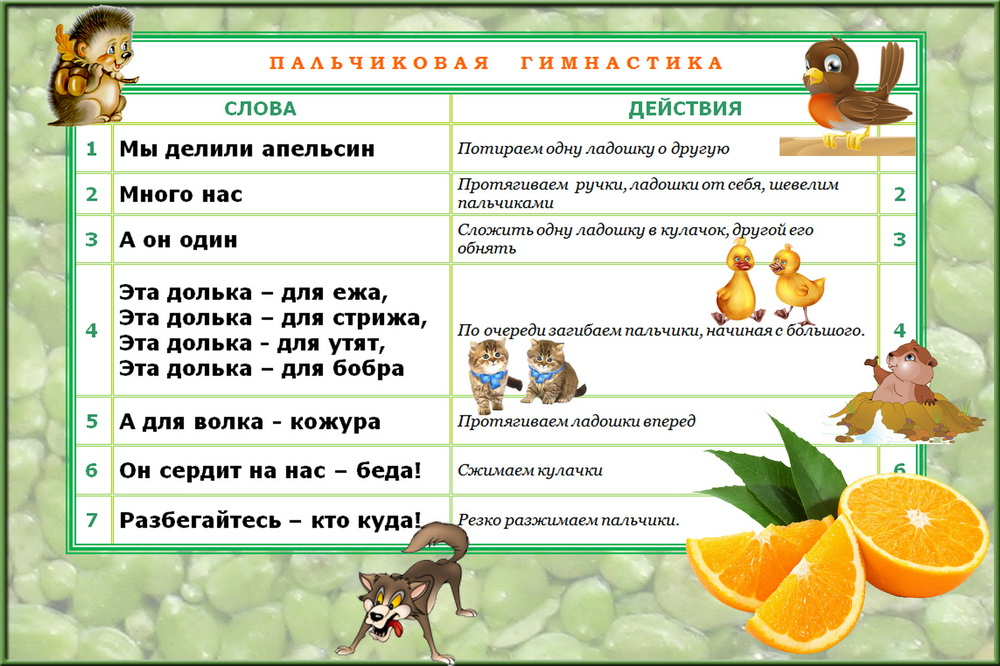 ПАЛЬЧИКОВАЯ ГИМНАСТИКА
СЛОВА ДЕЙСТВИЯ
1 Мы делили апельсин Потираем одну ладошку о другую
2 Много нас Протягиваем ручки, ладошки от себя, шевелим
пальчиками 2
3 А он один Сложить одну ладошку в кулачок, другой его
обнять 3
4 Эта долька – для ежа,
Эта долька – для стрижа,
Эта долька - для утят,
Эта долька – для бобра
По очереди загибаем пальчики, начиная с большого. 4
5 А для волка - кожура Протягиваем ладошки вперед
6 Он сердит на нас – беда! Сжимаем кулачки 6
7 Разбегайтесь – кто куда! Резко разжимаем пальчики.